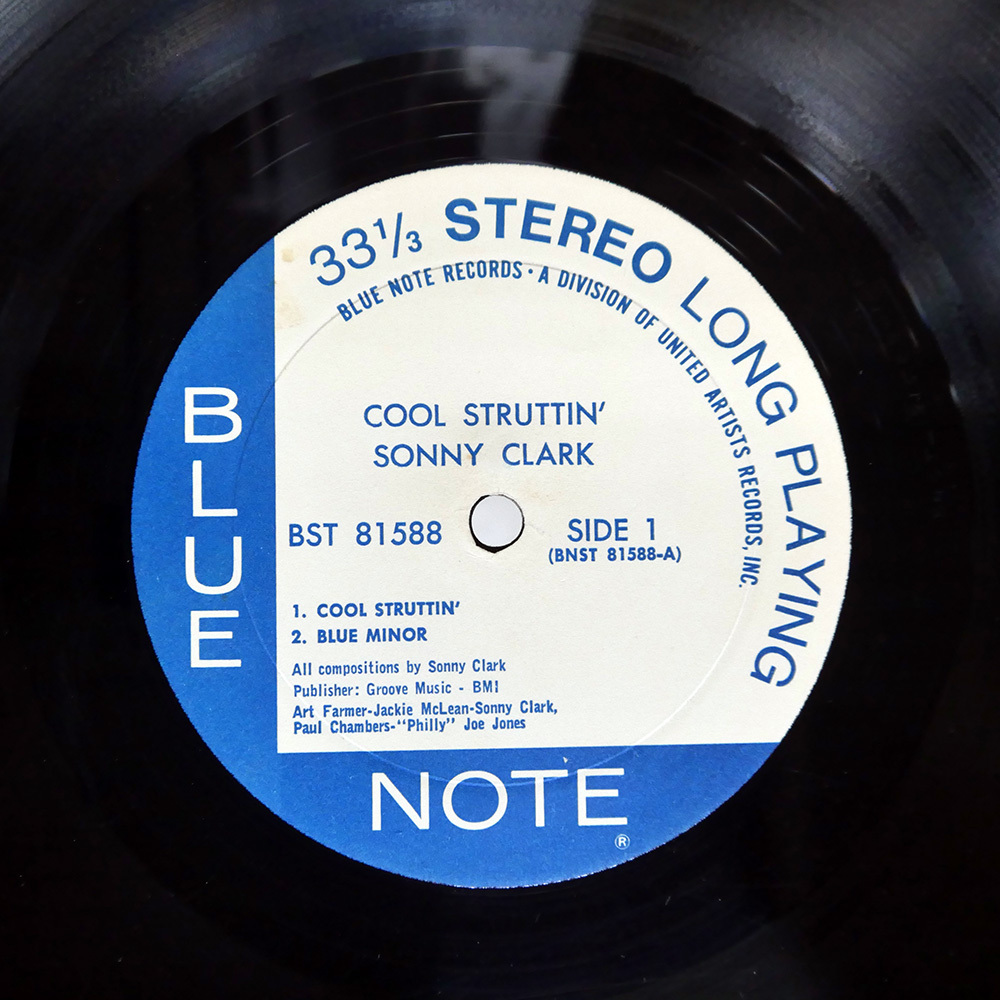 33⅓ STEREO LONG PLAYING
BLUE NOTE RECORDS · A DIVISION OF UNITED ARTISTS RECORDS, INC.
COOL STRUTTIN'
SONNY CLARK
BST 81588
SIDE 1
(BNST 81588-A)
1. COOL STRUTTIN'
2. BLUE MINOR
All compositions by Sonny Clark
Publisher: Groove Music - BMI
Art Farmer-Jackie McLean-Sonny Clark,
Paul Chambers-"Philly" Joe Jones
BLUE
NOTE
®